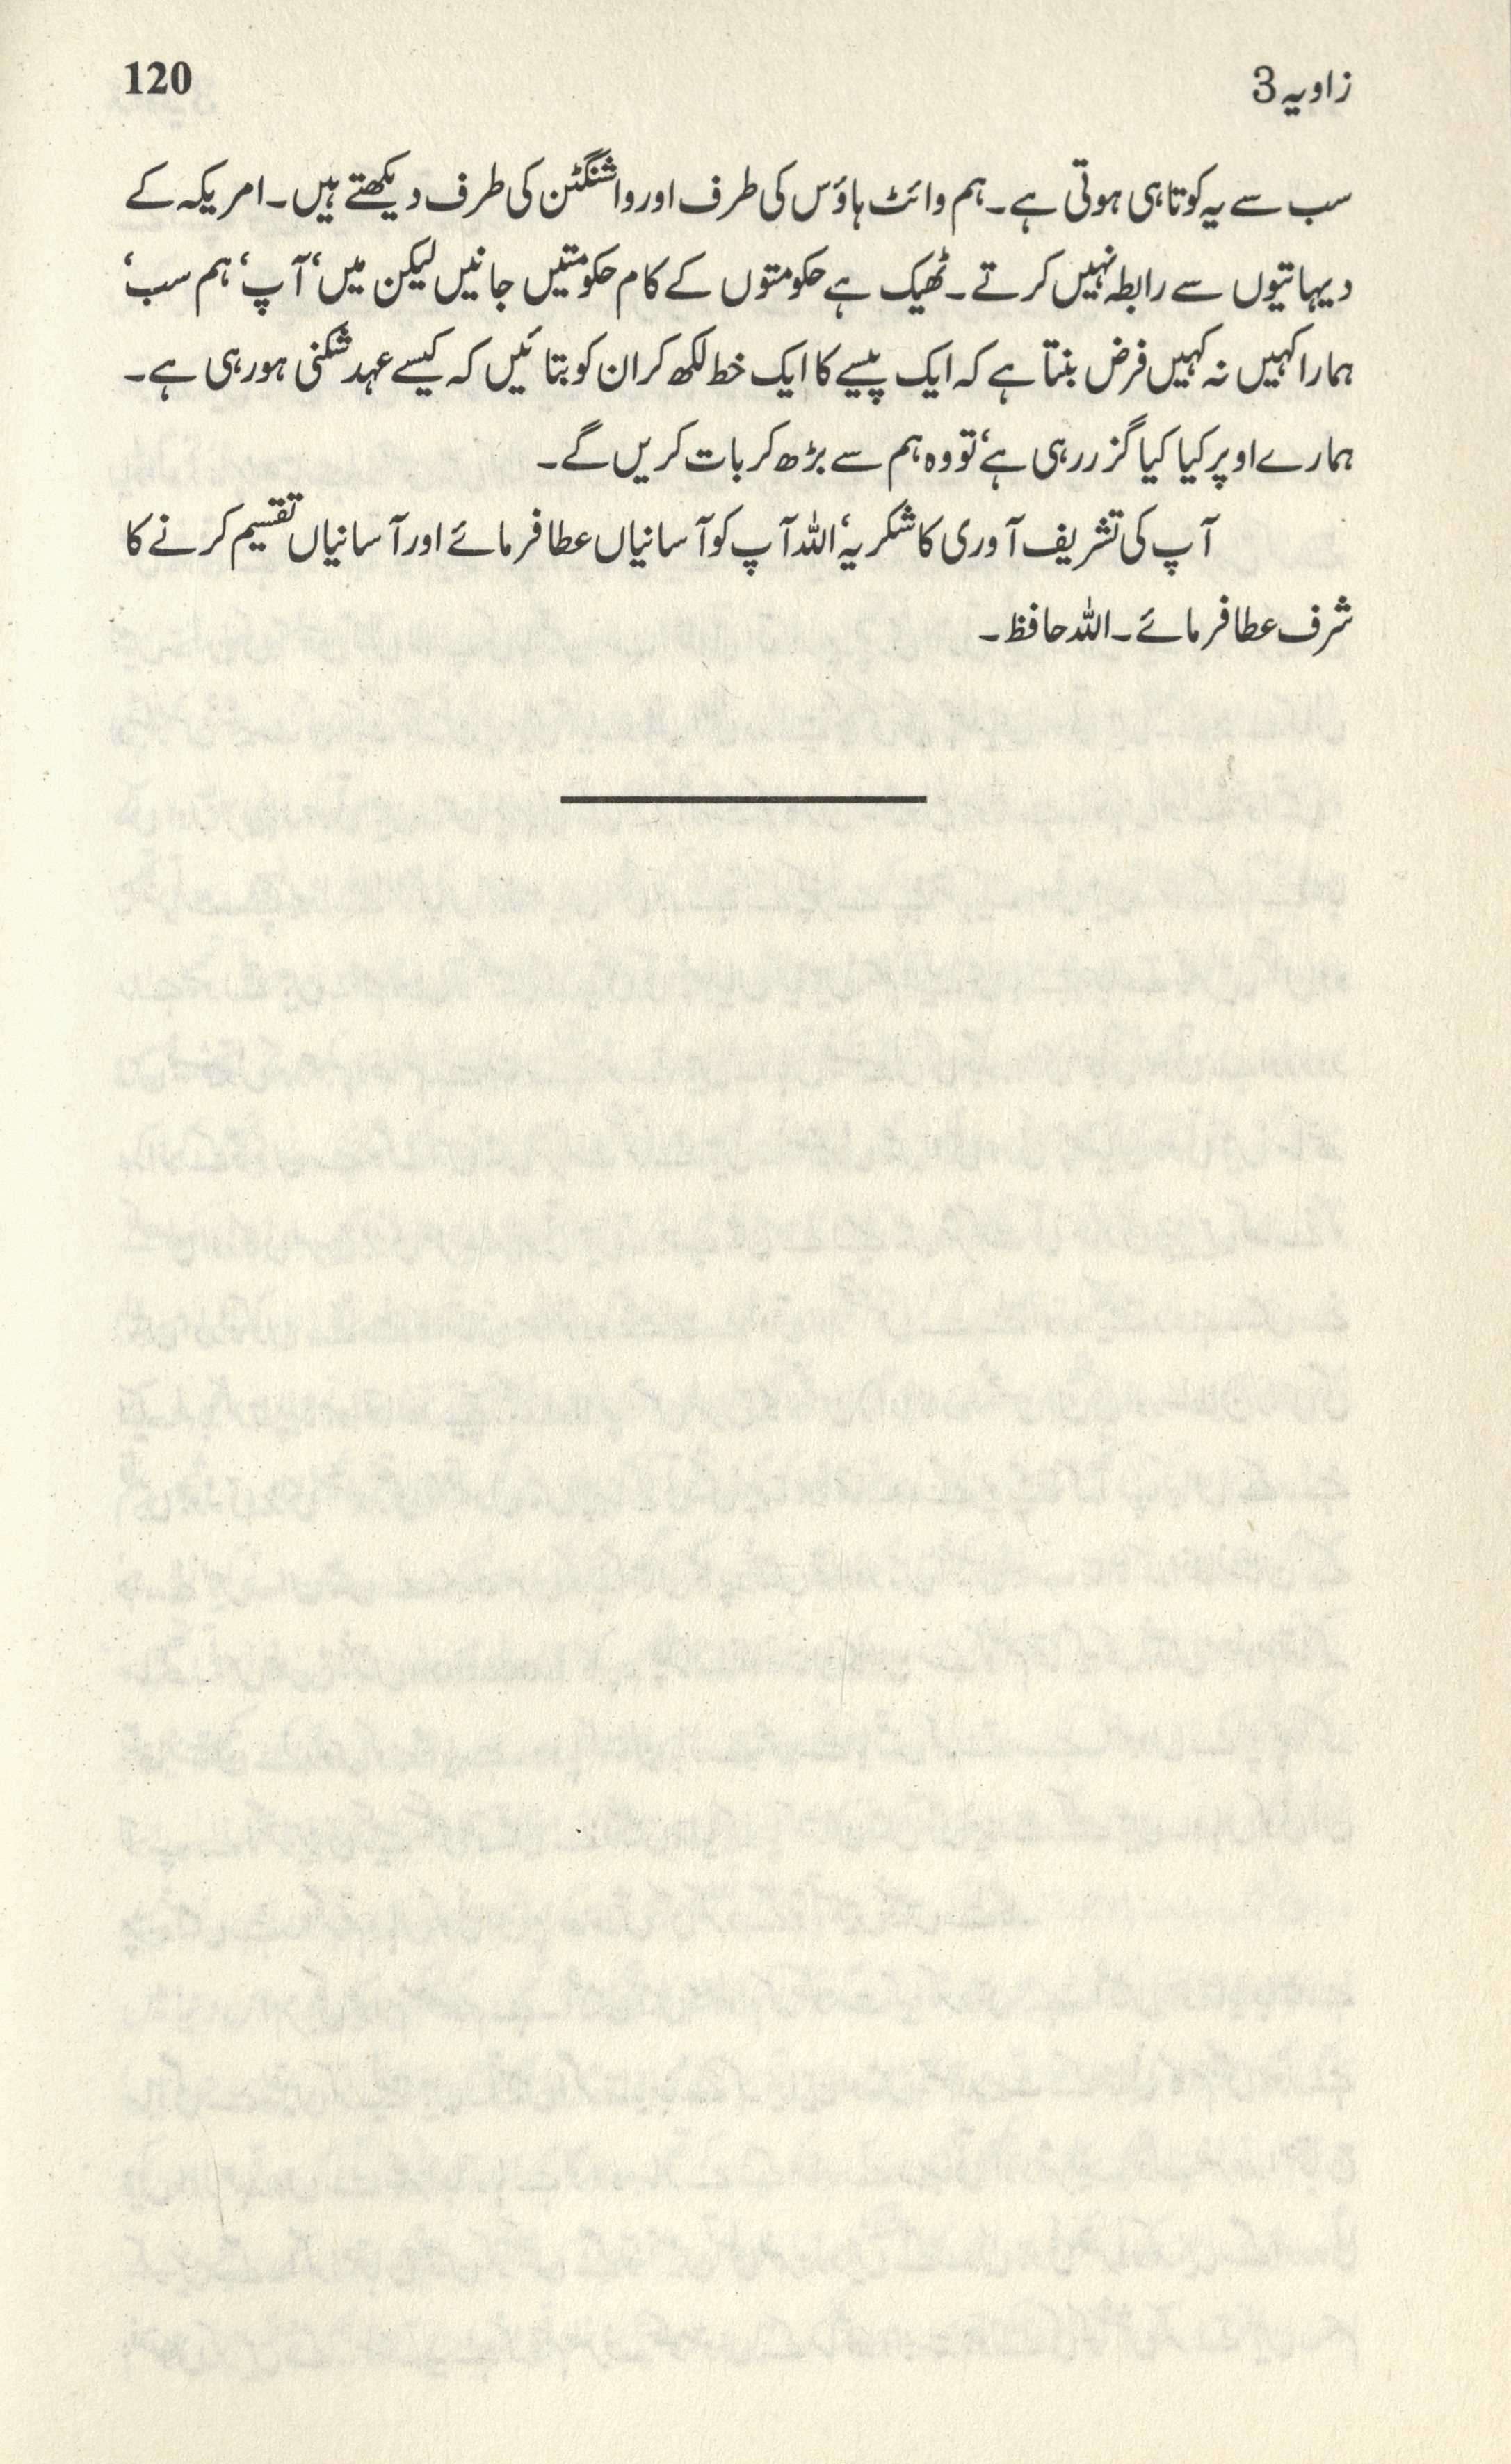 زاویہ 3
120
سب سے یہ کوتاہی ہوتی ہے۔ ہم وائٹ ہاؤس کی طرف اور واشنگٹن کی طرف دیکھتے ہیں۔ امریکہ کے
دیہاتیوں سے رابطہ نہیں کرتے۔ ٹھیک ہے حکومتوں کے کام حکومتیں جانیں لیکن میں‘ آپ‘ ہم سب‘
ہمارا کہیں نہ کہیں فرض بنتا ہے کہ ایک پیسے کا ایک خط لکھ کر ان کو بتائیں کہ کیسے عہد شکنی ہو رہی ہے۔
ہمارے اوپر کیا کیا گزر رہی ہے‘ تو وہ ہم سے بڑھ کر بات کریں گے۔
آپ کی تشریف آوری کا شکریہ‘ اللہ آپ کو آسانیاں عطا فرمائے اور آسانیاں تقسیم کرنے کا
شرف عطا فرمائے۔ اللہ حافظ۔